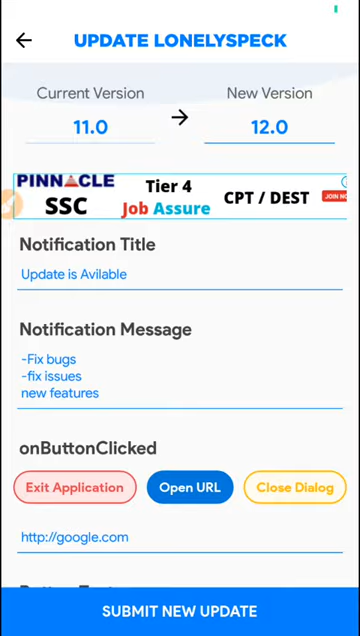 UPDATE LONELYSPECK
Current Version
New Version
11.0
12.0
PINNACLE
SSC
Tier 4
Job Assure
CPT / DEST
Notification Title
Update is Avilable
Notification Message
-Fix bugs
-fix issues
new features
onButtonClicked
Exit Application
Open URL
Close Dialog
http://google.com
SUBMIT NEW UPDATE